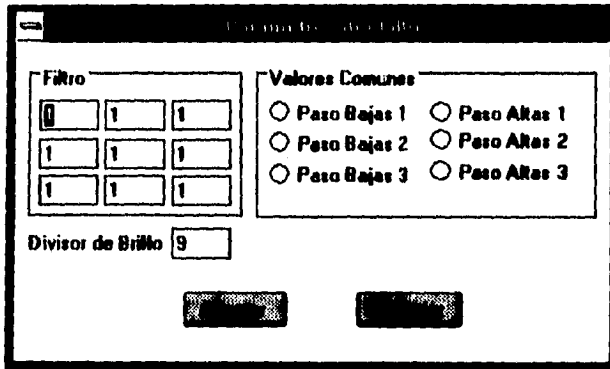 Filtro
1 1
1 1 1
1 1 1
Divisor de Brillo 9
Valores Comunes
Paso Bajas 1
Paso Bajas 2
Paso Bajas 3
Paso Altas 1
Paso Altas 2
Paso Altas 3